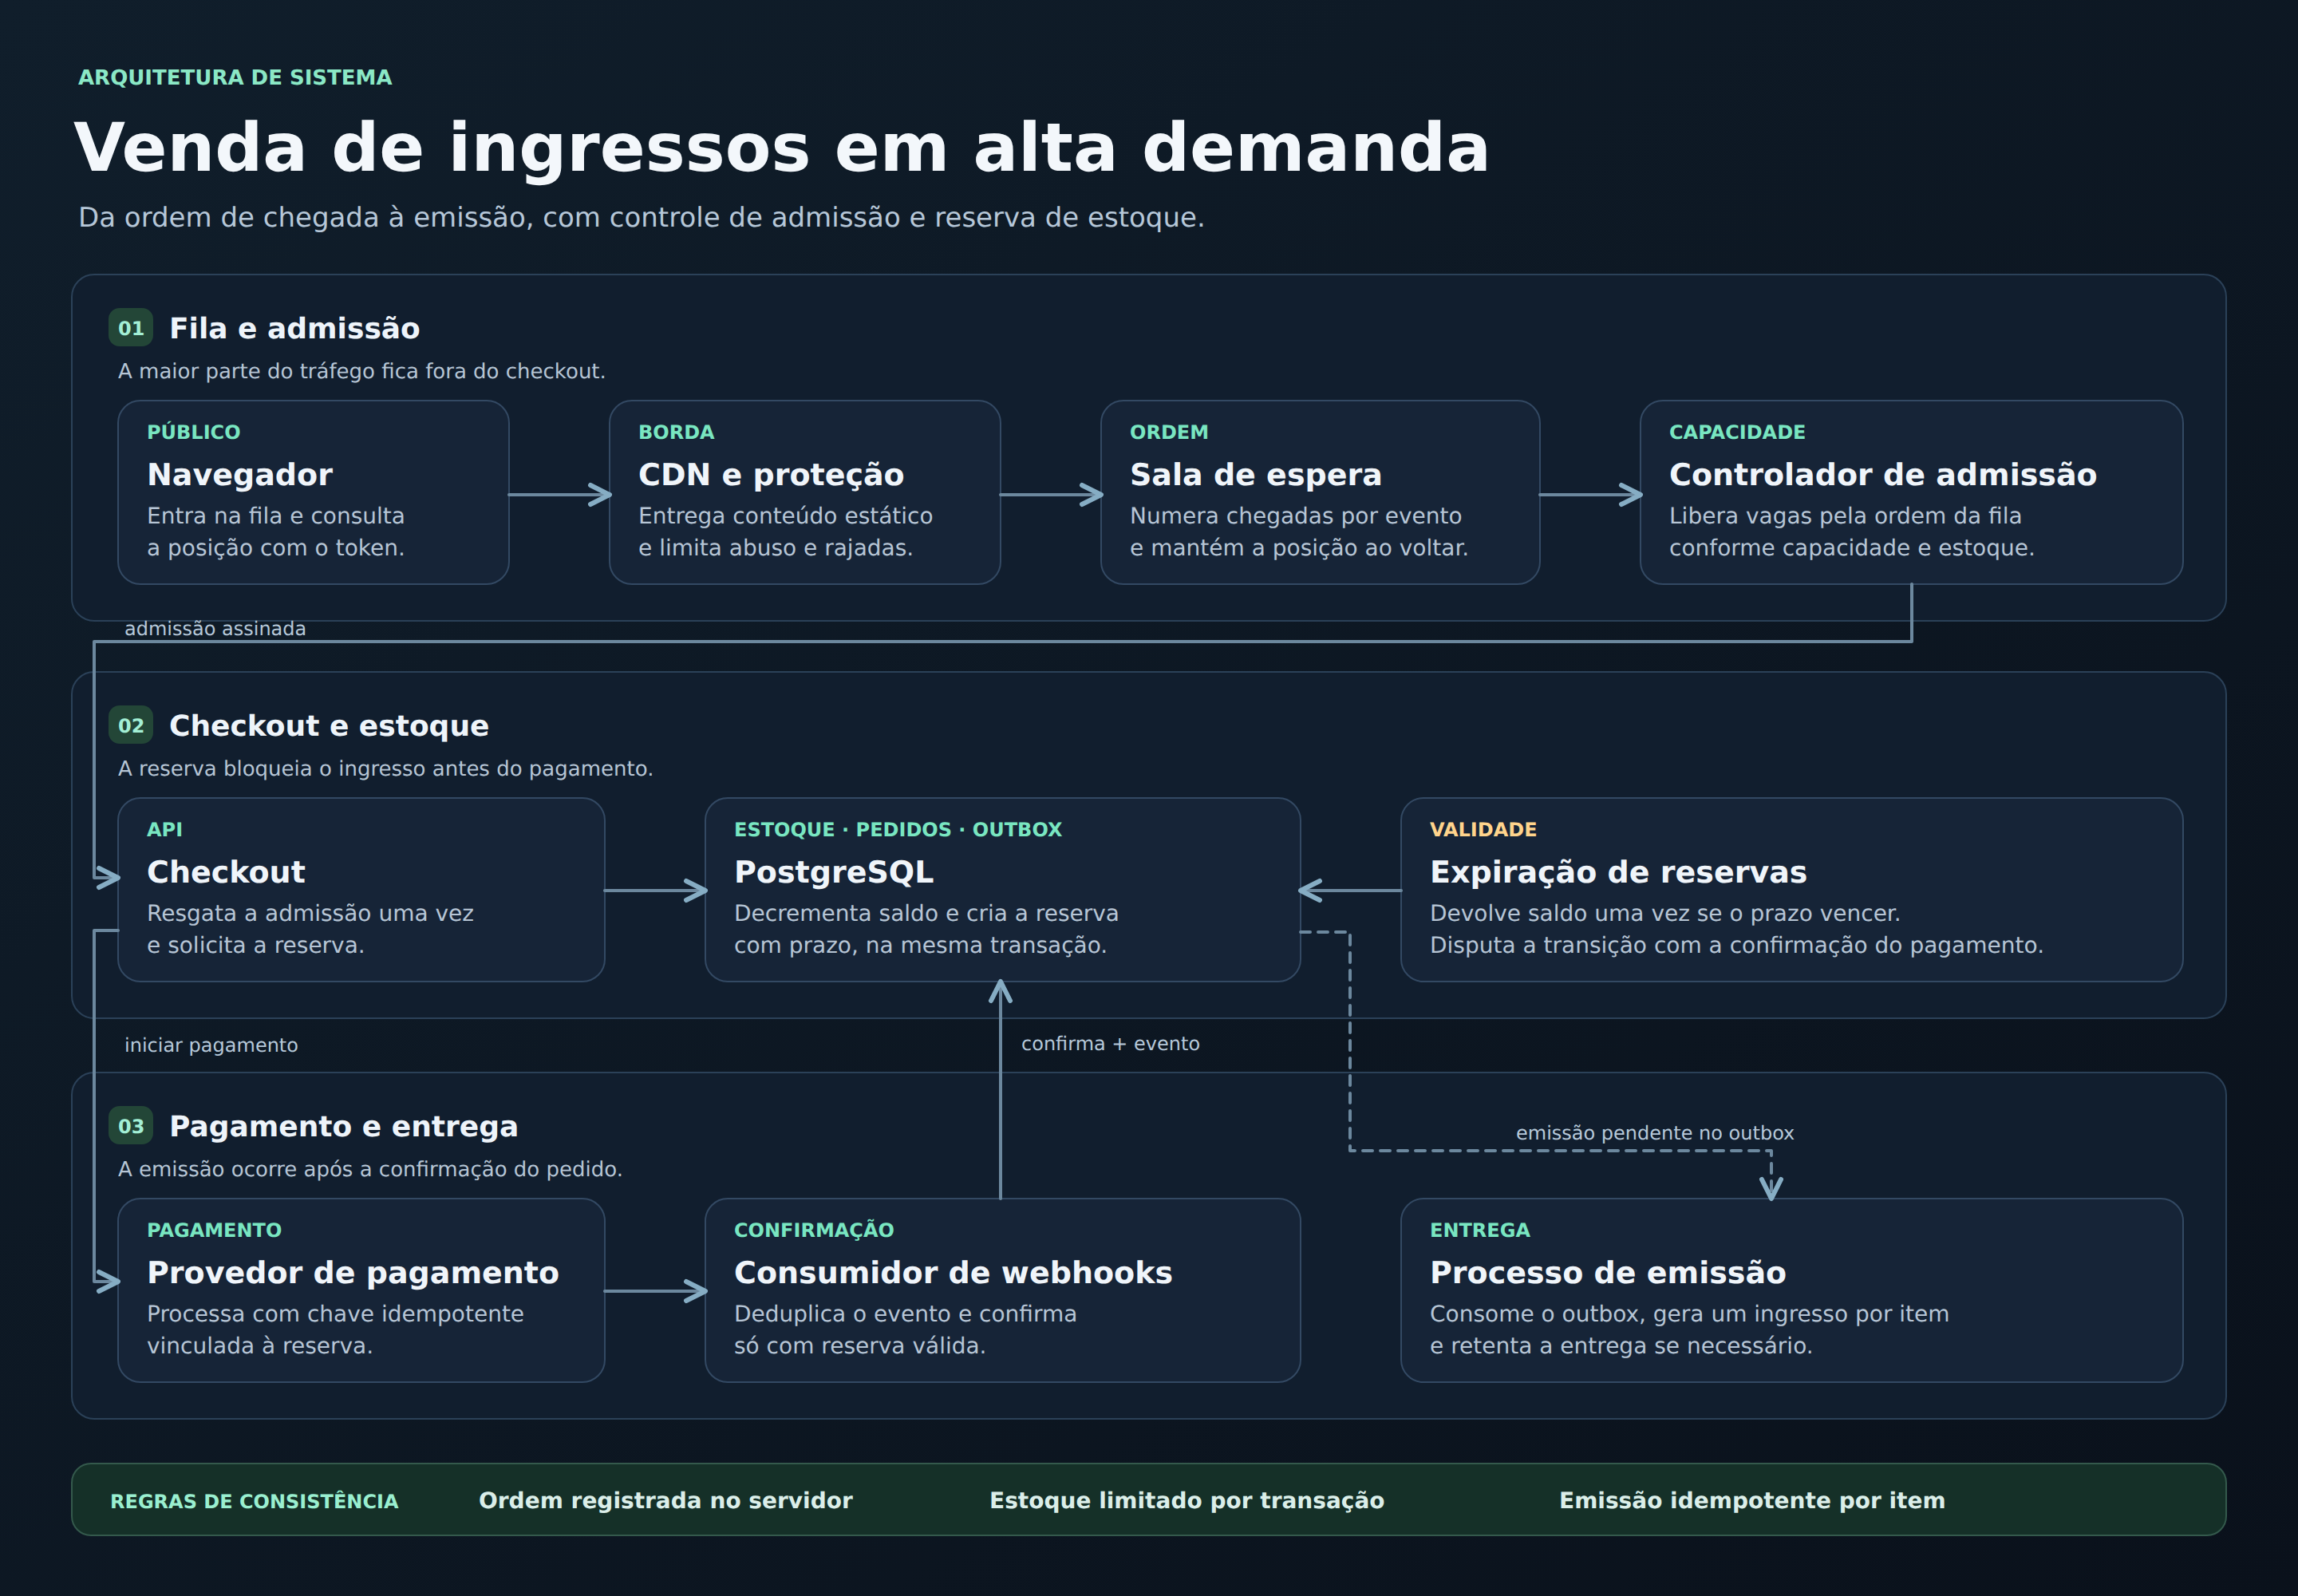 ARQUITETURA DE SISTEMA
Venda de ingressos em alta demanda
Da ordem de chegada à emissão, com controle de admissão e reserva de estoque.
01 Fila e admissão
A maior parte do tráfego fica fora do checkout.
PÚBLICO
Navegador
Entra na fila e consulta
a posição com o token.
BORDA
CDN e proteção
Entrega conteúdo estático
e limita abuso e rajadas.
ORDEM
Sala de espera
Numera chegadas por evento
e mantém a posição ao voltar.
CAPACIDADE
Controlador de admissão
Libera vagas pela ordem da fila
conforme capacidade e estoque.
admissão assinada
02 Checkout e estoque
A reserva bloqueia o ingresso antes do pagamento.
API
Checkout
Resgata a admissão uma vez
e solicita a reserva.
ESTOQUE · PEDIDOS · OUTBOX
PostgreSQL
Decrementa saldo e cria a reserva
com prazo, na mesma transação.
VALIDADE
Expiração de reservas
Devolve saldo uma vez se o prazo vencer.
Disputa a transição com a confirmação do pagamento.
iniciar pagamento
confirma + evento
03 Pagamento e entrega
A emissão ocorre após a confirmação do pedido.
emissão pendente no outbox
PAGAMENTO
Provedor de pagamento
Processa com chave idempotente
vinculada à reserva.
CONFIRMAÇÃO
Consumidor de webhooks
Deduplica o evento e confirma
só com reserva válida.
ENTREGA
Processo de emissão
Consome o outbox, gera um ingresso por item
e retenta a entrega se necessário.
REGRAS DE CONSISTÊNCIA
Ordem registrada no servidor
Estoque limitado por transação
Emissão idempotente por item